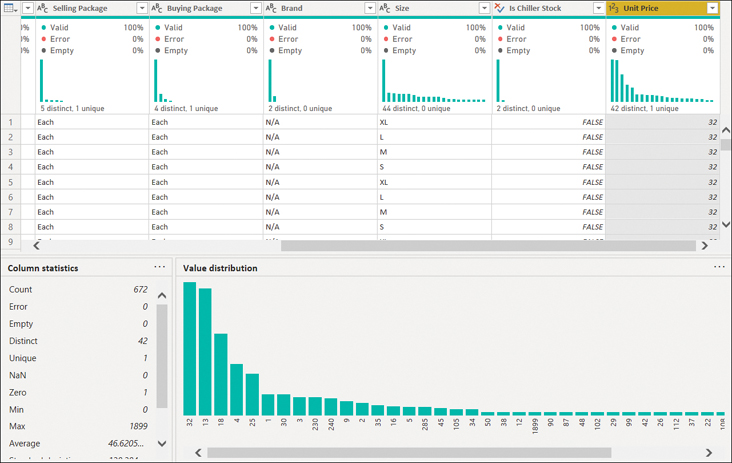 Selling Package Buying Package Brand Size Is Chiller Stock Unit Price
0% Valid 100% Valid 100% Valid 100% Valid 100% Valid 100% Valid 100%
0% Error 0% Error 0% Error 0% Error 0% Error 0% Error 0%
0% Empty 0% Empty 0% Empty 0% Empty 0% Empty 0% Empty 0%
5 distinct, 1 unique 4 distinct, 1 unique 2 distinct, 0 unique 44 distinct, 0 unique 2 distinct, 0 unique 42 distinct, 1 unique
1 Each Each N/A XL FALSE 32
2 Each Each N/A L FALSE 32
3 Each Each N/A M FALSE 32
4 Each Each N/A S FALSE 32
5 Each Each N/A XL FALSE 32
6 Each Each N/A L FALSE 32
7 Each Each N/A M FALSE 32
8 Each Each N/A S FALSE 32
9
Column statistics
Count 672
Error 0
Empty 0
Distinct 42
Unique 1
NaN 0
Zero 1
Min 0
Max 1899
Average 46.6205...
Value distribution
32 13 18 4 25 1 30 3 230 240 9 2 35 16 5 285 45 105 34 50 38 12 1899 90 87 48 102 29 99 42 26 112 37 22